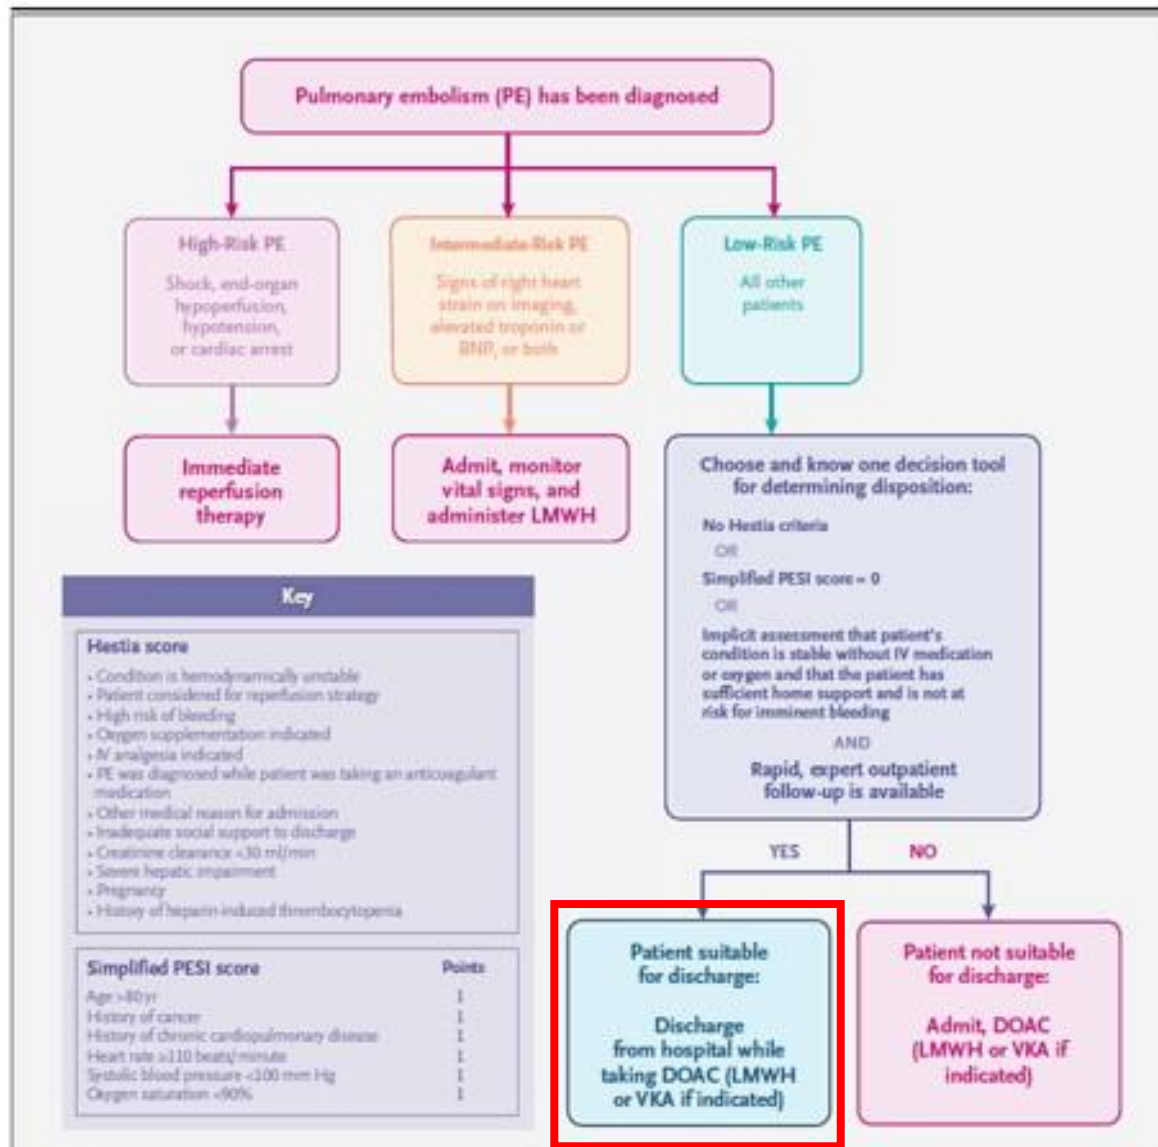 Pulmonary embolism (PE) has been diagnosed
High-Risk PE
Shock, end-organ
hypoperfusion,
hypotension,
or cardiac arrest
Intermediate-Risk PE
Signs of right heart
strain on imaging,
elevated troponin or
BNP, or both
Low-Risk PE
All other
patients
Immediate
reperfusion
therapy
Admit, monitor
vital signs, and
administer LMWH
Choose and know one decision tool
for determining disposition:
No Hestia criteria
OR
Simplified PESI score = 0
OR
Implicit assessment that patient's
condition is stable without IV medication
or oxygen and that the patient has
sufficient home support and is not at
risk for imminent bleeding
AND
Rapid, expert outpatient
follow-up is available
YES
NO
Patient suitable
for discharge:
Discharge
from hospital while
taking DOAC (LMWH
or VKA if indicated)
Patient not suitable
for discharge:
Admit, DOAC
(LMWH or VKA if
indicated)
Key
Hestia score
• Condition is hemodynamically unstable
• Patient considered for reperfusion strategy
• High risk of bleeding
• Oxygen supplementation indicated
• IV analgesia indicated
• PE was diagnosed while patient was taking an anticoagulant
medication
• Other medical reason for admission
• Inadequate social support to discharge
• Creatinine clearance <30 ml/min
• Severe hepatic impairment
• Pregnancy
• History of heparin-induced thrombocytopenia
Simplified PESI score Points
Age >80 yr 1
History of cancer 1
History of chronic cardiopulmonary disease 1
Heart rate ≥110 beats/minute 1
Systolic blood pressure <100 mm Hg 1
Oxygen saturation <90% 1